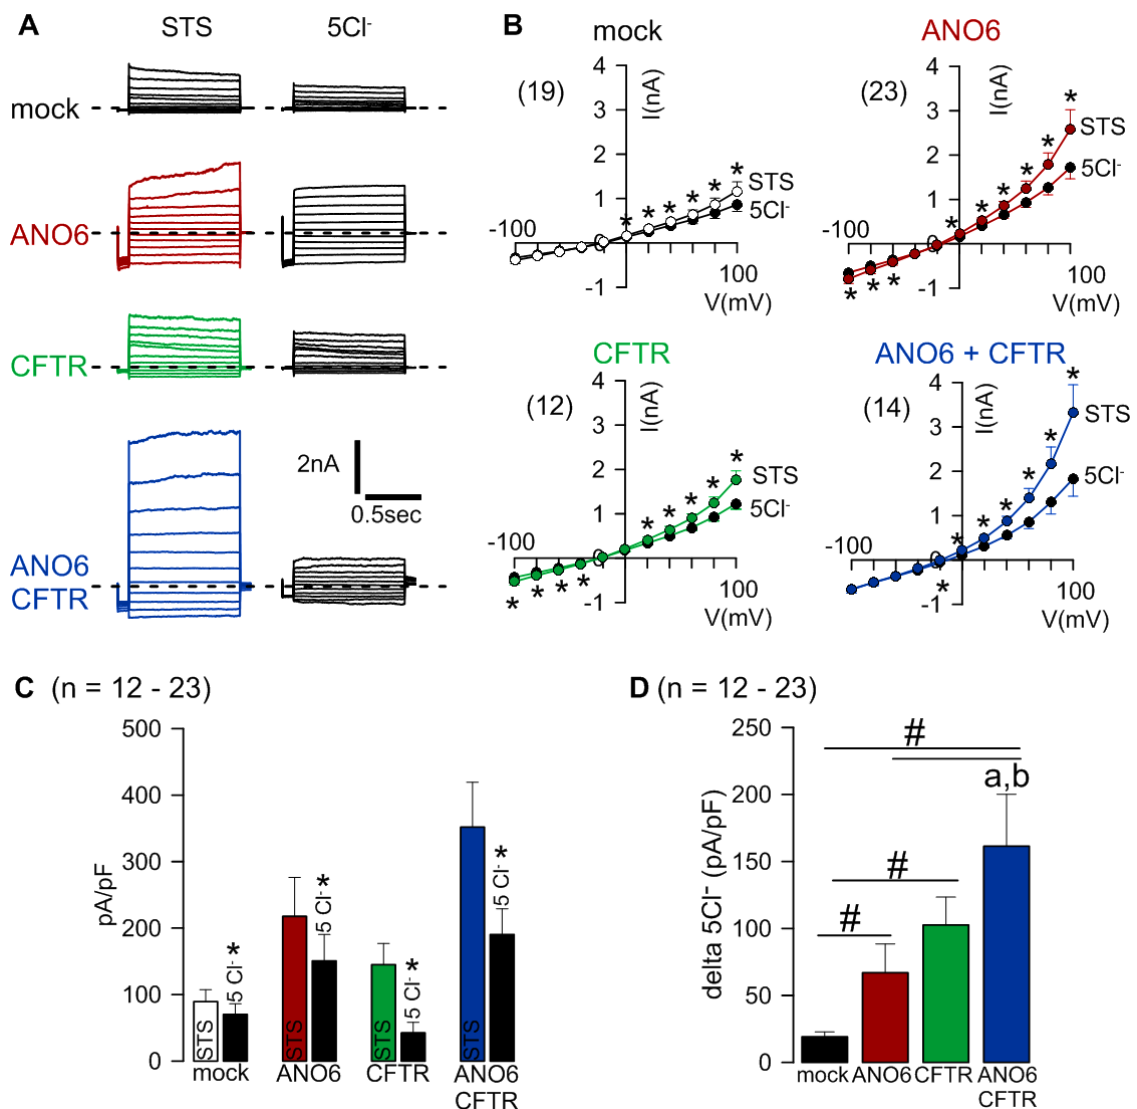 A STS 5Cl⁻
mock
ANO6
CFTR
2nA
0.5sec
ANO6
CFTR
B mock
(19)
4
3
2
1
0
-1
I(nA)
-100
100
V(mV)
STS
5Cl⁻
* * * * * *
ANO6
(23)
4
3
2
1
0
-1
I(nA)
-100
100
V(mV)
STS
5Cl⁻
* * * * * *
* * *
CFTR
(12)
4
3
2
1
0
-1
I(nA)
-100
100
V(mV)
STS
5Cl⁻
* * * * *
* * * *
ANO6 + CFTR
(14)
4
3
2
1
0
-1
I(nA)
-100
100
V(mV)
STS
5Cl⁻
* * * * * *
*
C (n = 12 - 23)
500
400
300
200
100
0
pA/pF
STS 5 Cl⁻ *
STS 5 Cl⁻ *
STS 5 Cl⁻ *
STS 5 Cl⁻ *
mock ANO6 CFTR ANO6
CFTR
D (n = 12 - 23)
250
200
150
100
50
0
delta 5Cl⁻ (pA/pF)
#
a,b
#
#
mock ANO6 CFTR ANO6
CFTR